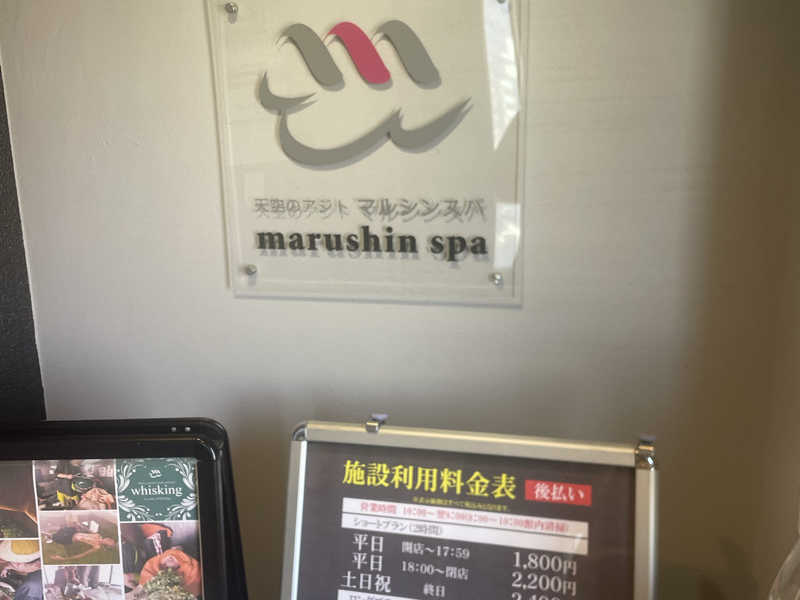 天空のアジト マルシンスパ
marushin spa
whisking
施設利用料金表 後払い
ショートプラン(2時間)
平日 開店～17:59 1,800円
平日 18:00～閉店 2,200円
土日祝 終日